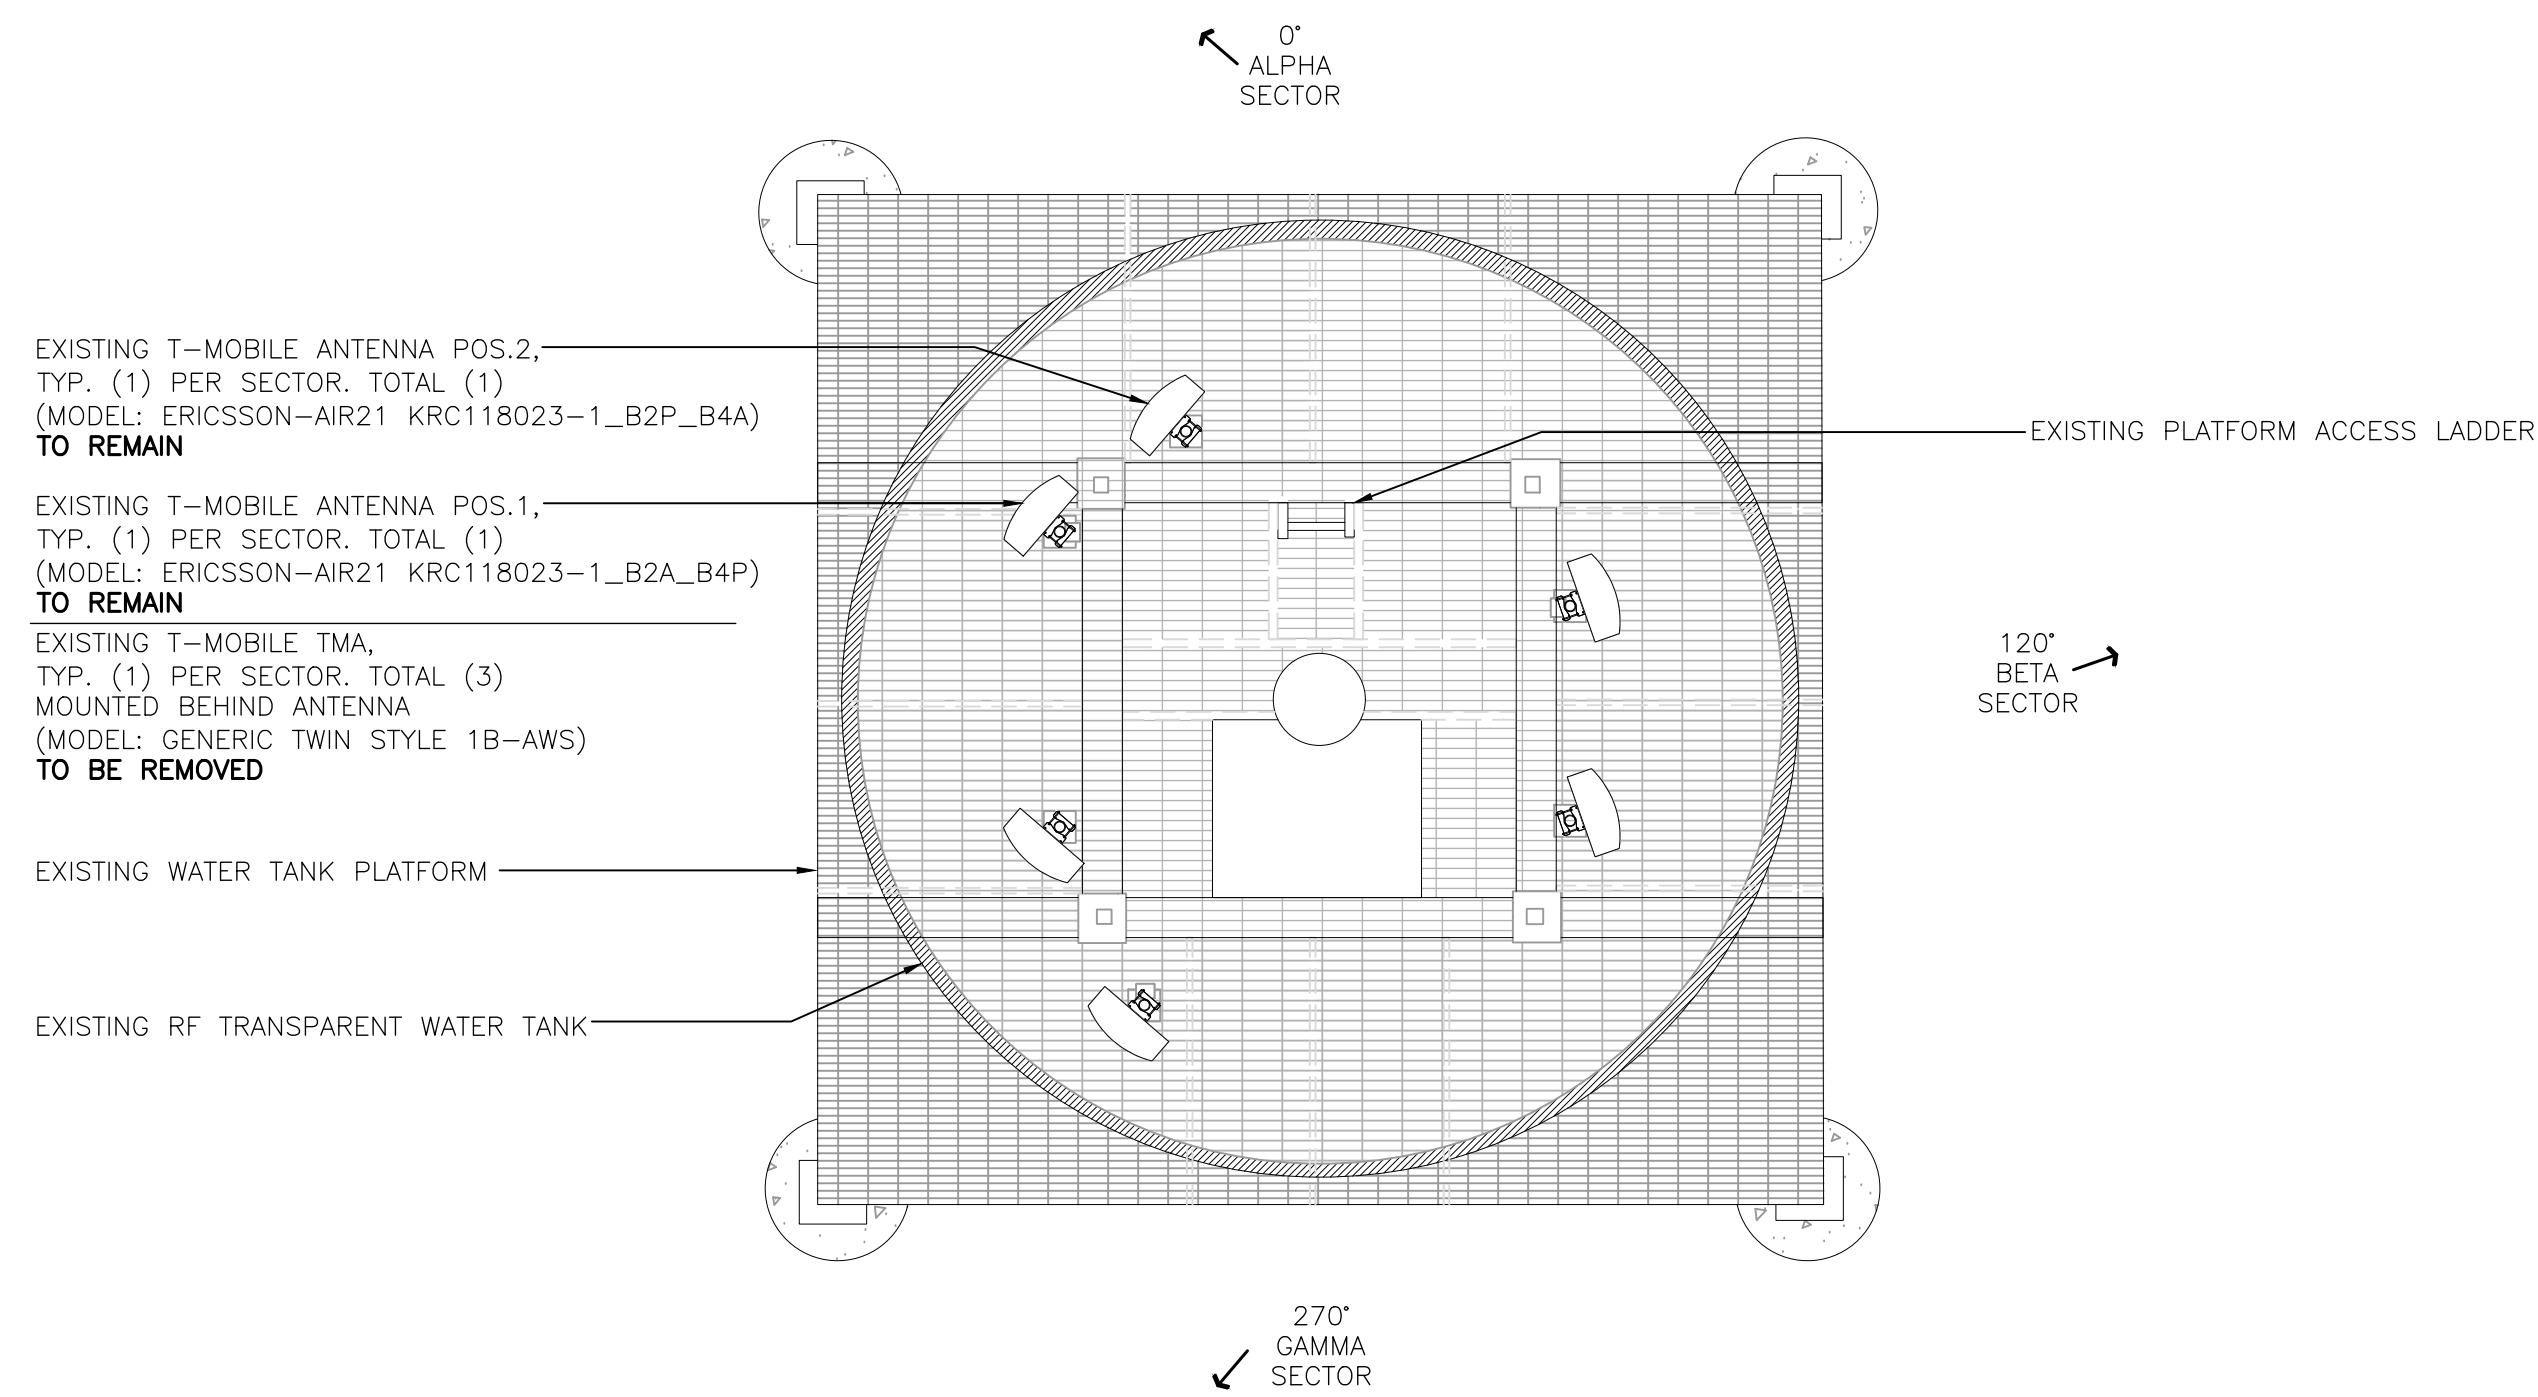 0°
ALPHA
SECTOR
EXISTING T-MOBILE ANTENNA POS.2,
TYP. (1) PER SECTOR. TOTAL (1)
(MODEL: ERICSSON-AIR21 KRC118023-1_B2P_B4A)
TO REMAIN
EXISTING PLATFORM ACCESS LADDER
EXISTING T-MOBILE ANTENNA POS.1,
TYP. (1) PER SECTOR. TOTAL (1)
(MODEL: ERICSSON-AIR21 KRC118023-1_B2A_B4P)
TO REMAIN
EXISTING T-MOBILE TMA,
TYP. (1) PER SECTOR. TOTAL (3)
MOUNTED BEHIND ANTENNA
(MODEL: GENERIC TWIN STYLE 1B-AWS)
TO BE REMOVED
120°
BETA
SECTOR
EXISTING WATER TANK PLATFORM
EXISTING RF TRANSPARENT WATER TANK
270°
GAMMA
SECTOR